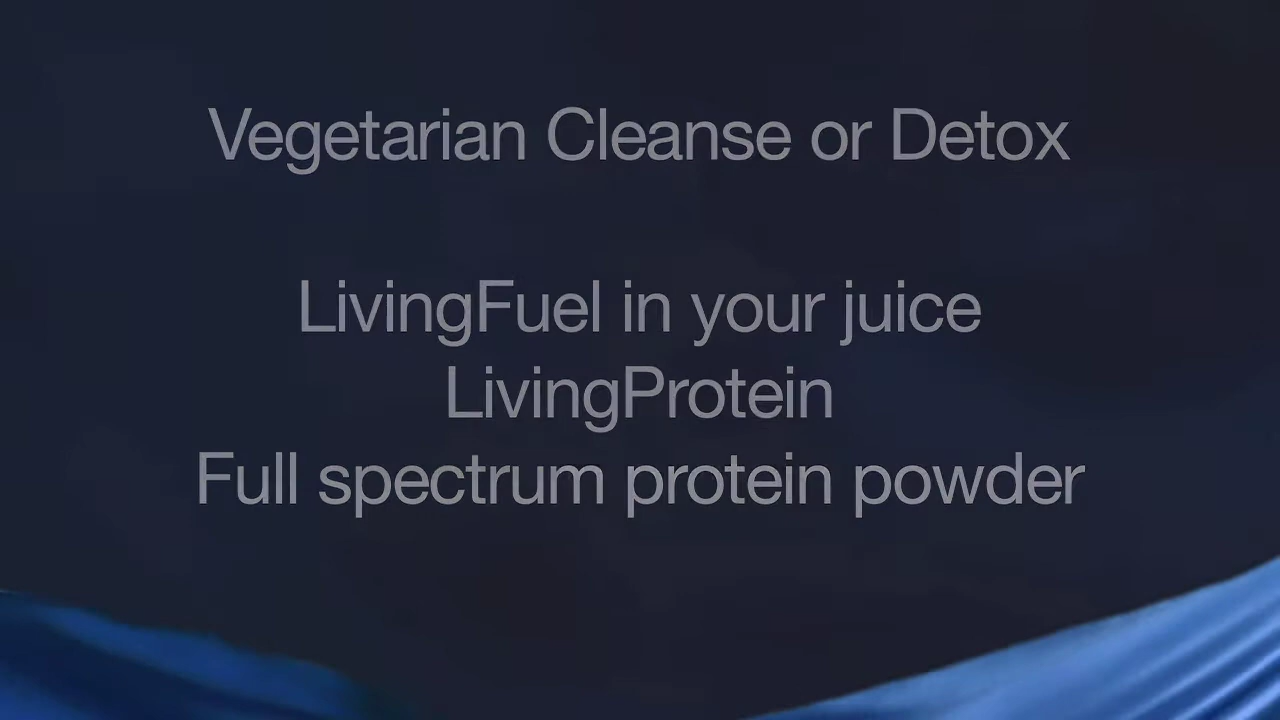 Vegetarian Cleanse or Detox
LivingFuel in your juice
LivingProtein
Full spectrum protein powder